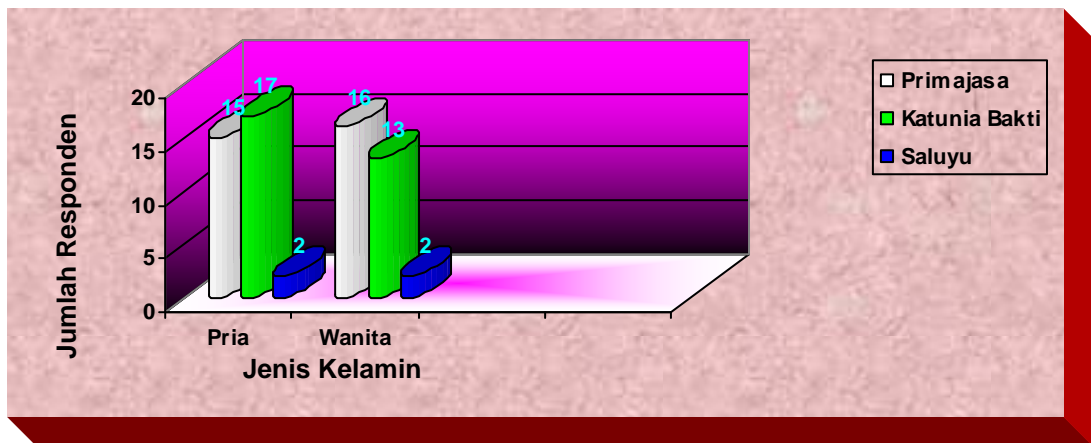 Jumlah Responden
20
15
10
5
0
15
17
2
16
13
2
Pria
Wanita
Jenis Kelamin
Primajasa
Katunia Bakti
Saluyu